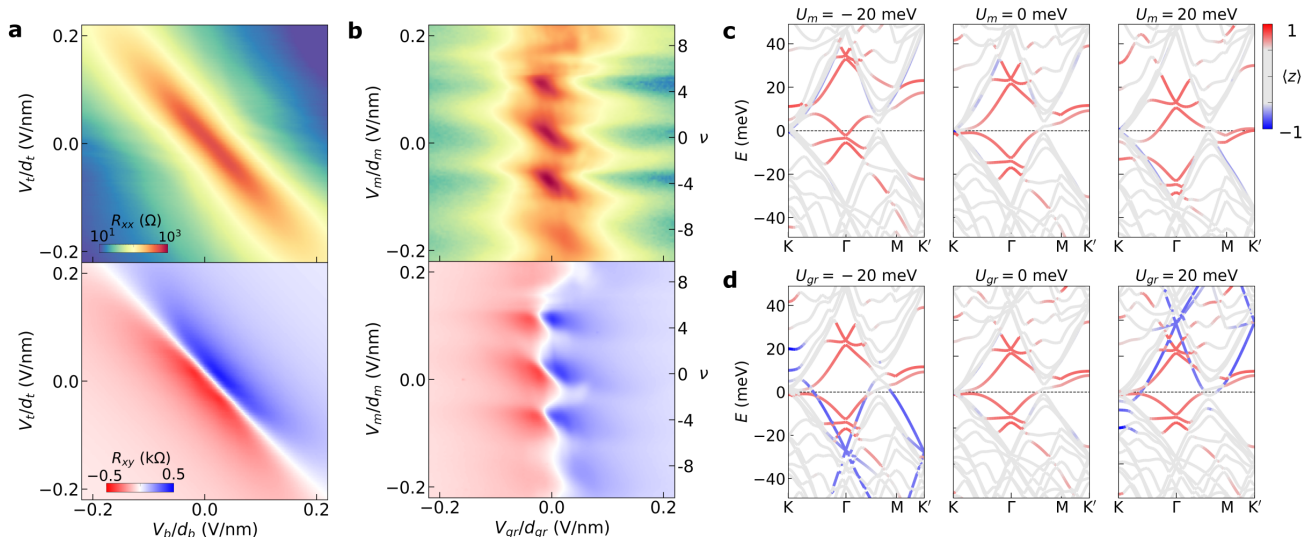 a
0.2
0.0
−0.2
V_t/d_t (V/nm)
R_xx (Ω)
10^1 10^3
0.2
0.0
−0.2
V_t/d_t (V/nm)
R_xy (kΩ)
−0.5 0.5
−0.2 0.0 0.2
V_b/d_b (V/nm)
b
0.2
0.0
−0.2
V_m/d_m (V/nm)
8
4
0
-4
-8
ν
0.2
0.0
−0.2
V_m/d_m (V/nm)
8
4
0
-4
-8
ν
−0.2 0.0 0.2
V_gr/d_gr (V/nm)
c
U_m = − 20 meV U_m = 0 meV U_m = 20 meV
40
20
0
−20
−40
E (meV)
K Γ M K′ K Γ M K′ K Γ M K′
1
⟨z⟩
−1
d
U_gr = − 20 meV U_gr = 0 meV U_gr = 20 meV
40
20
0
−20
−40
E (meV)
K Γ M K′ K Γ M K′ K Γ M K′